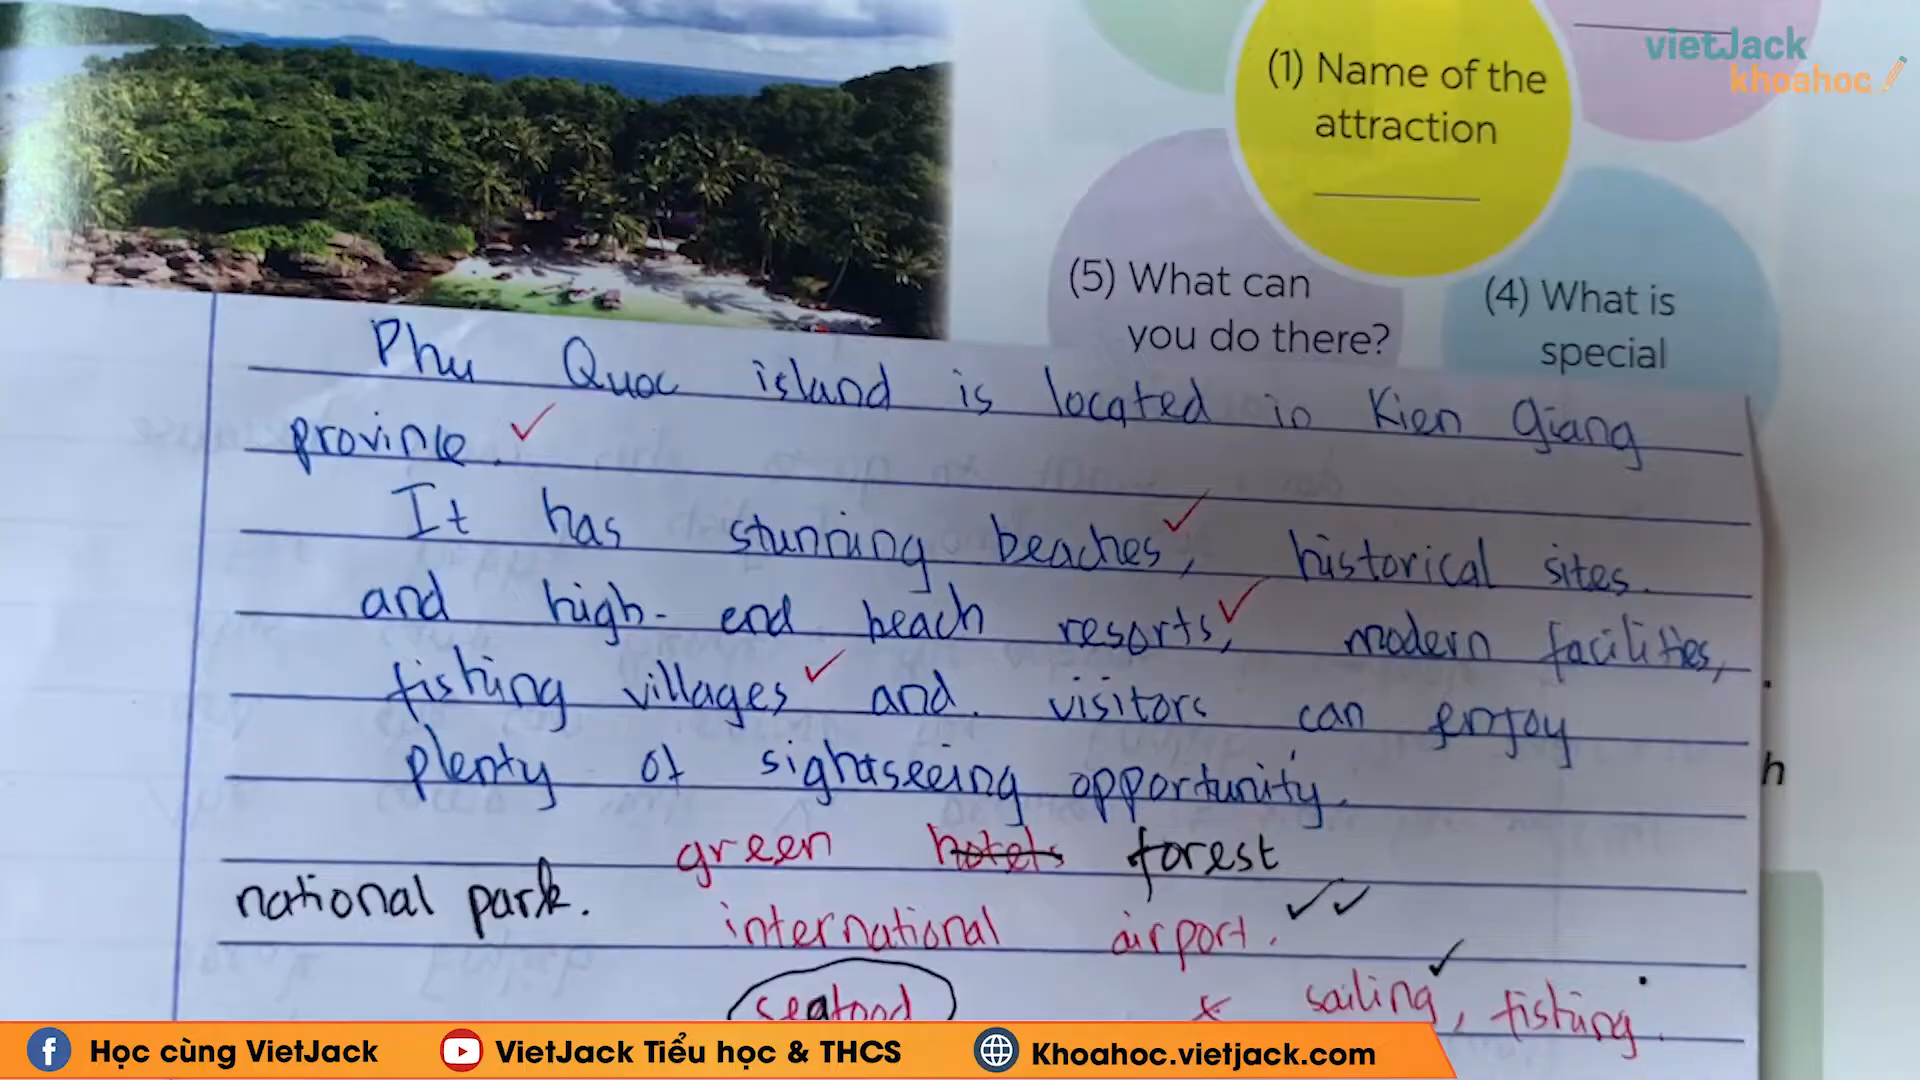 vietJack
khoahoc
(1) Name of the
attraction
(5) What can
you do there?
(4) What is
special
Phu Quoc island is located in Kien Giang
province.
It has stunning beaches, historical sites.
and high-end beach resorts, modern facilities,
fishing villages and visitors can enjoy
plenty of sightseeing opportunity.
green hotels forest
national park.
international airport.
seafood
sailing, fishing.
h
Học cùng VietJack
VietJack Tiểu học & THCS
Khoahoc.vietjack.com